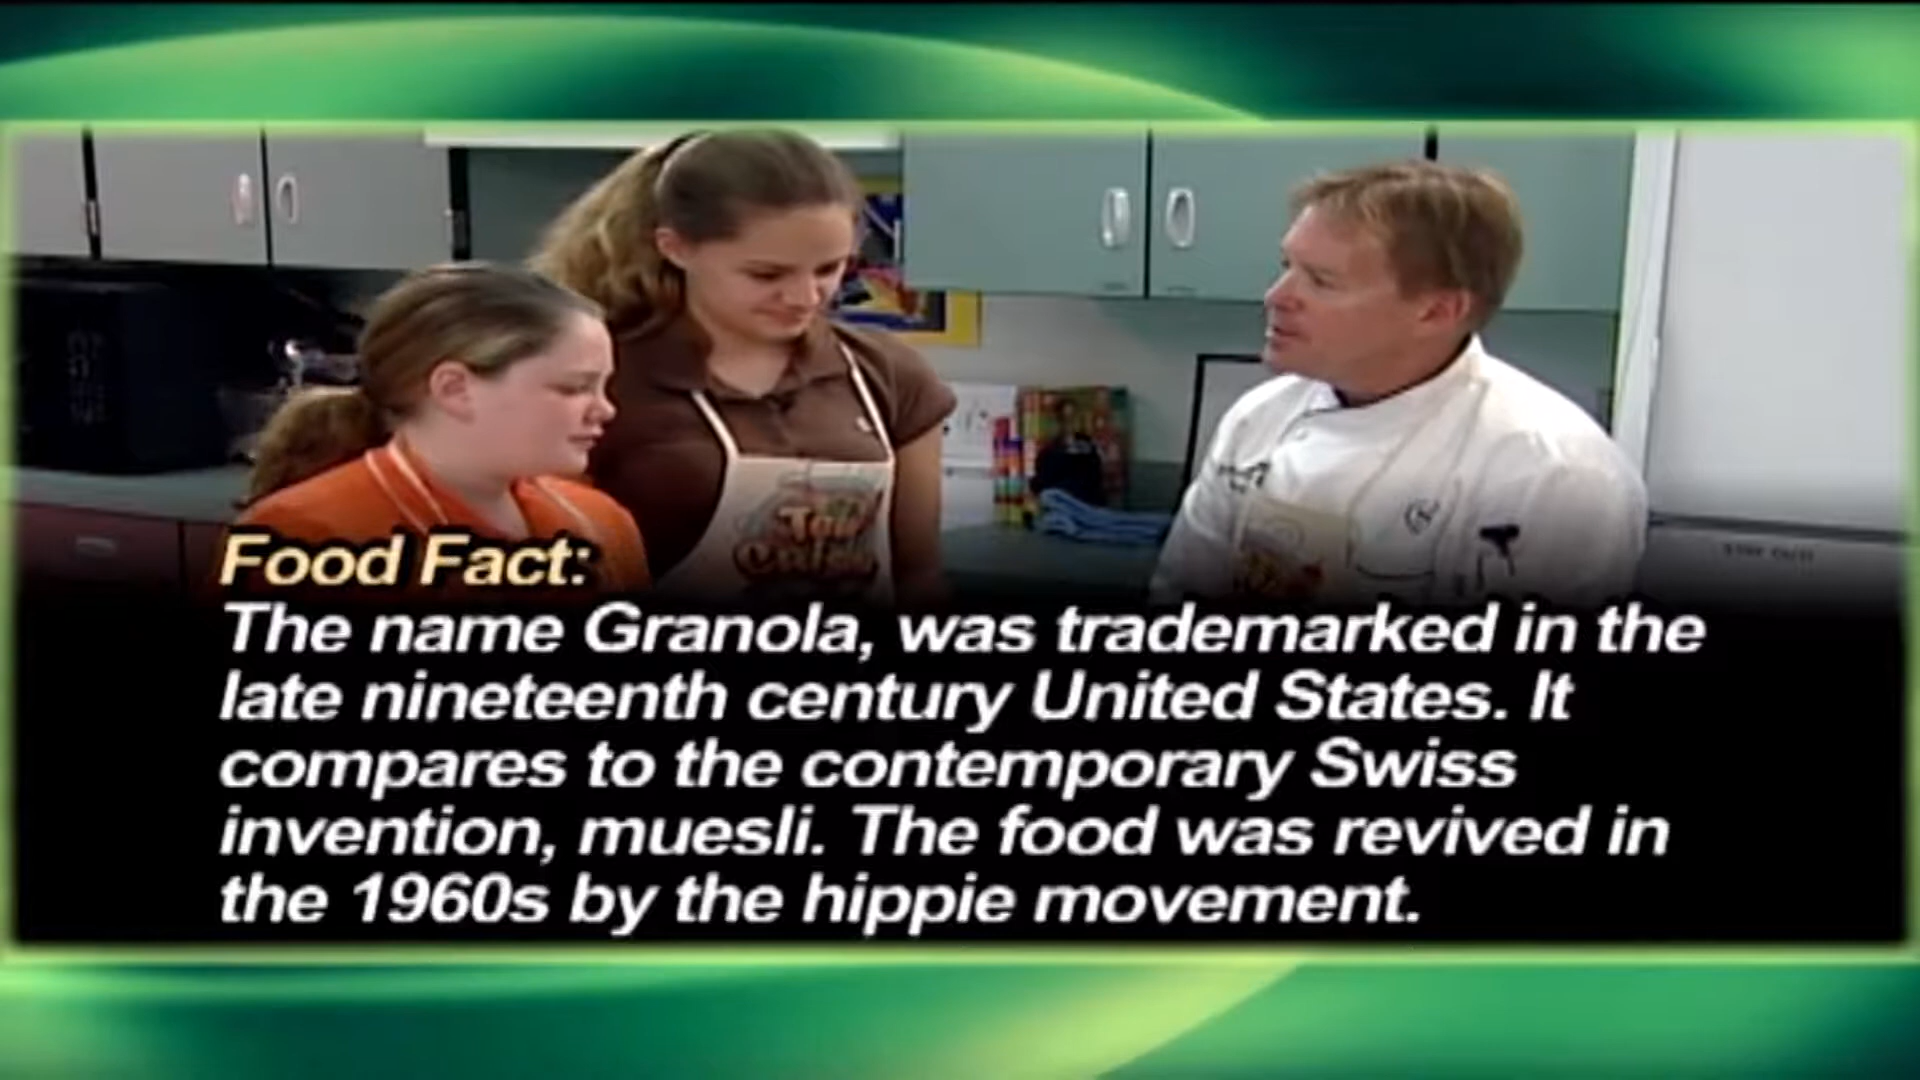 Food Fact:
The name Granola, was trademarked in the
late nineteenth century United States. It
compares to the contemporary Swiss
invention, muesli. The food was revived in
the 1960s by the hippie movement.